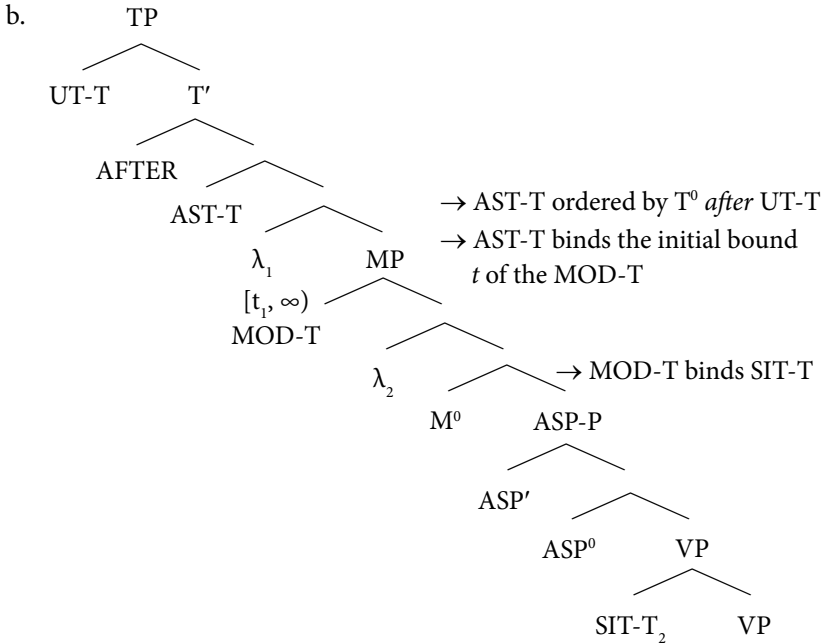 b.
TP
UT-T T′
AFTER
AST-T
→ AST-T ordered by T⁰ after UT-T
λ₁ MP
→ AST-T binds the initial bound
t of the MOD-T
[t₁, ∞)
MOD-T
λ₂
→ MOD-T binds SIT-T
M⁰ ASP-P
ASP′
ASP⁰ VP
SIT-T₂ VP